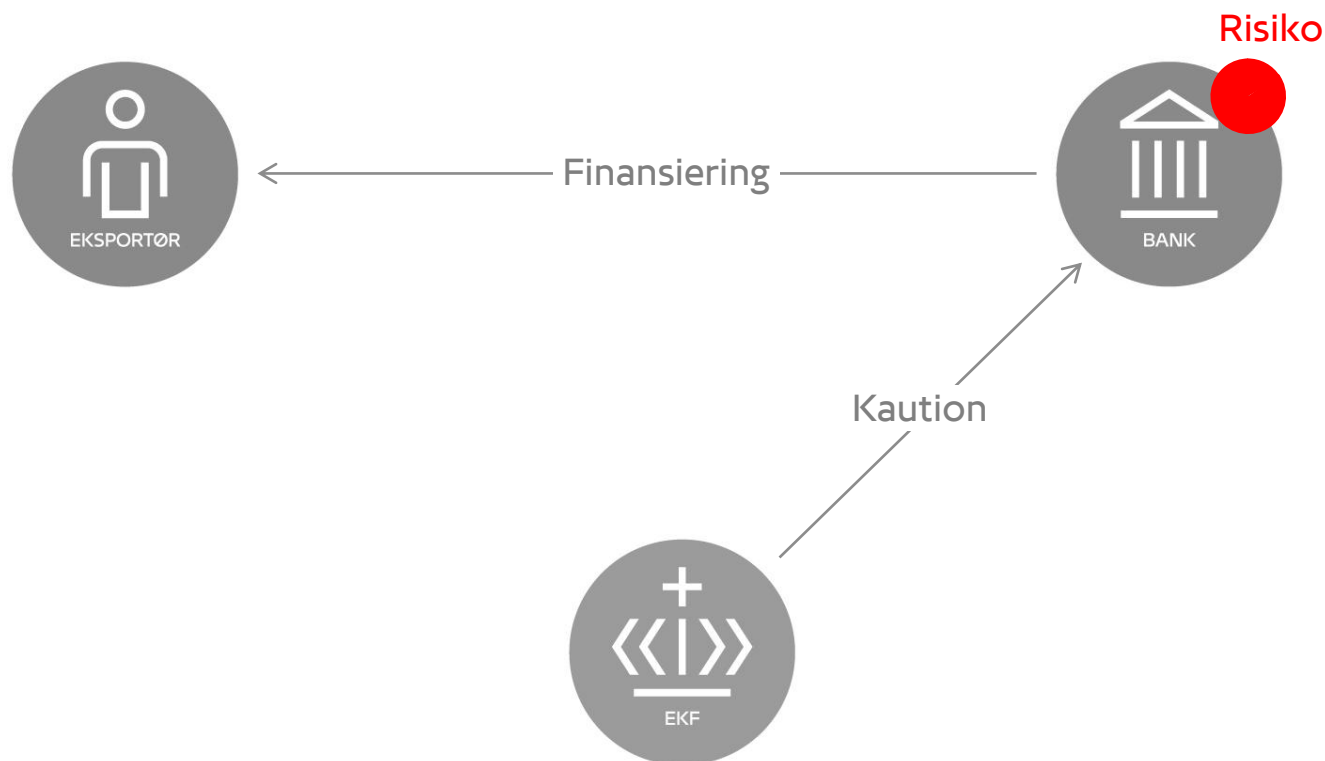 Risiko
EKSPORTØR
Finansiering
BANK
Kaution
EKF